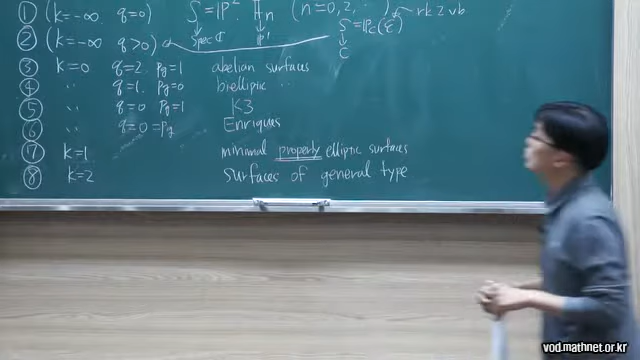 ① (k=-∞ q=0) S=ℙ² 𝔽n (n=0,2,...)
↓ ↓ S=ℙc(ℰ) ← rk 2 vb
② (k=-∞ q>0) Spec ℂ ℙ¹ ↓
C
③ k=0 q=2, pg=1 abelian surfaces
④ " q=1, pg=0 bielliptic "
⑤ " q=0 pg=1 K3
⑥ " q=0=pg Enriques
⑦ k=1 minimal properly elliptic surfaces
⑧ k=2 surfaces of general type
vod.mathnet.or.kr